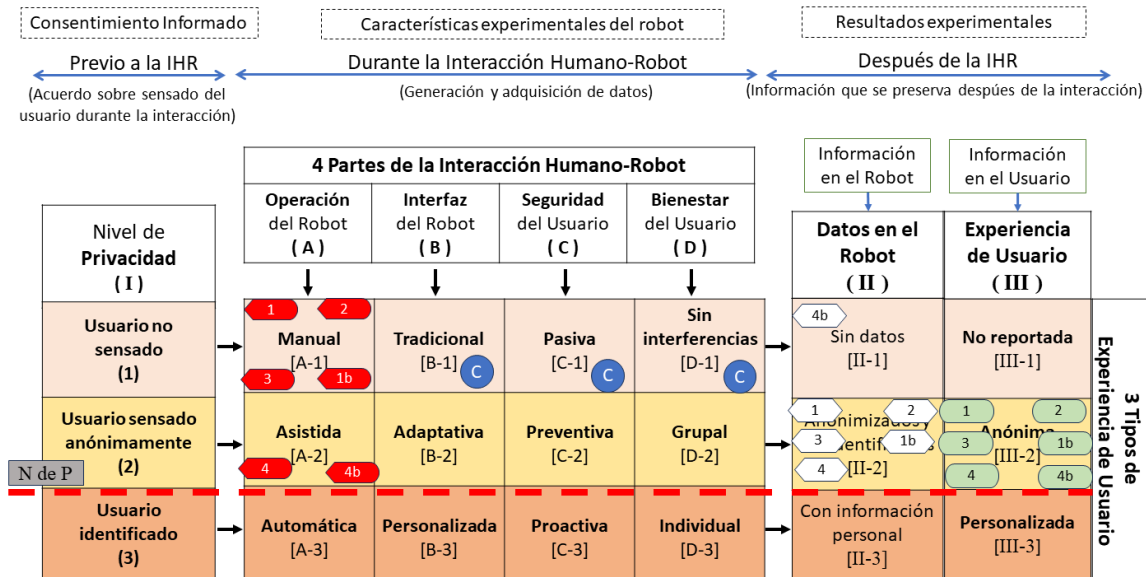 Consentimiento Informado
Características experimentales del robot
Resultados experimentales
Previo a la IHR
Durante la Interacción Humano-Robot
Después de la IHR
(Acuerdo sobre sensado del
usuario durante la interacción)
(Generación y adquisición de datos)
(Información que se preserva despúes de la interacción)
4 Partes de la Interacción Humano-Robot
Información
en el Robot
Información
en el Usuario
Operación
del Robot
( A )
Interfaz
del Robot
( B )
Seguridad
del Usuario
( C )
Bienestar
del Usuario
( D )
Nivel de
Privacidad
( I )
Datos en el
Robot
( II )
Experiencia
de Usuario
( III )
Usuario no
sensado
(1)
1
2
Manual
[A-1]
3
1b
Tradicional
[B-1]
C
Pasiva
[C-1]
C
Sin
interferencias
[D-1]
C
4b
Sin datos
[II-1]
No reportada
[III-1]
Usuario sensado
anónimamente
(2)
Asistida
[A-2]
4
4b
Adaptativa
[B-2]
Preventiva
[C-2]
Grupal
[D-2]
1
2
3
1b
4
[II-2]
1
2
Anónima
3
1b
[III-2]
4
4b
N de P
Usuario
identificado
(3)
Automática
[A-3]
Personalizada
[B-3]
Proactiva
[C-3]
Individual
[D-3]
Con información
personal
[II-3]
Personalizada
[III-3]
3 Tipos de
Experiencia de Usuario